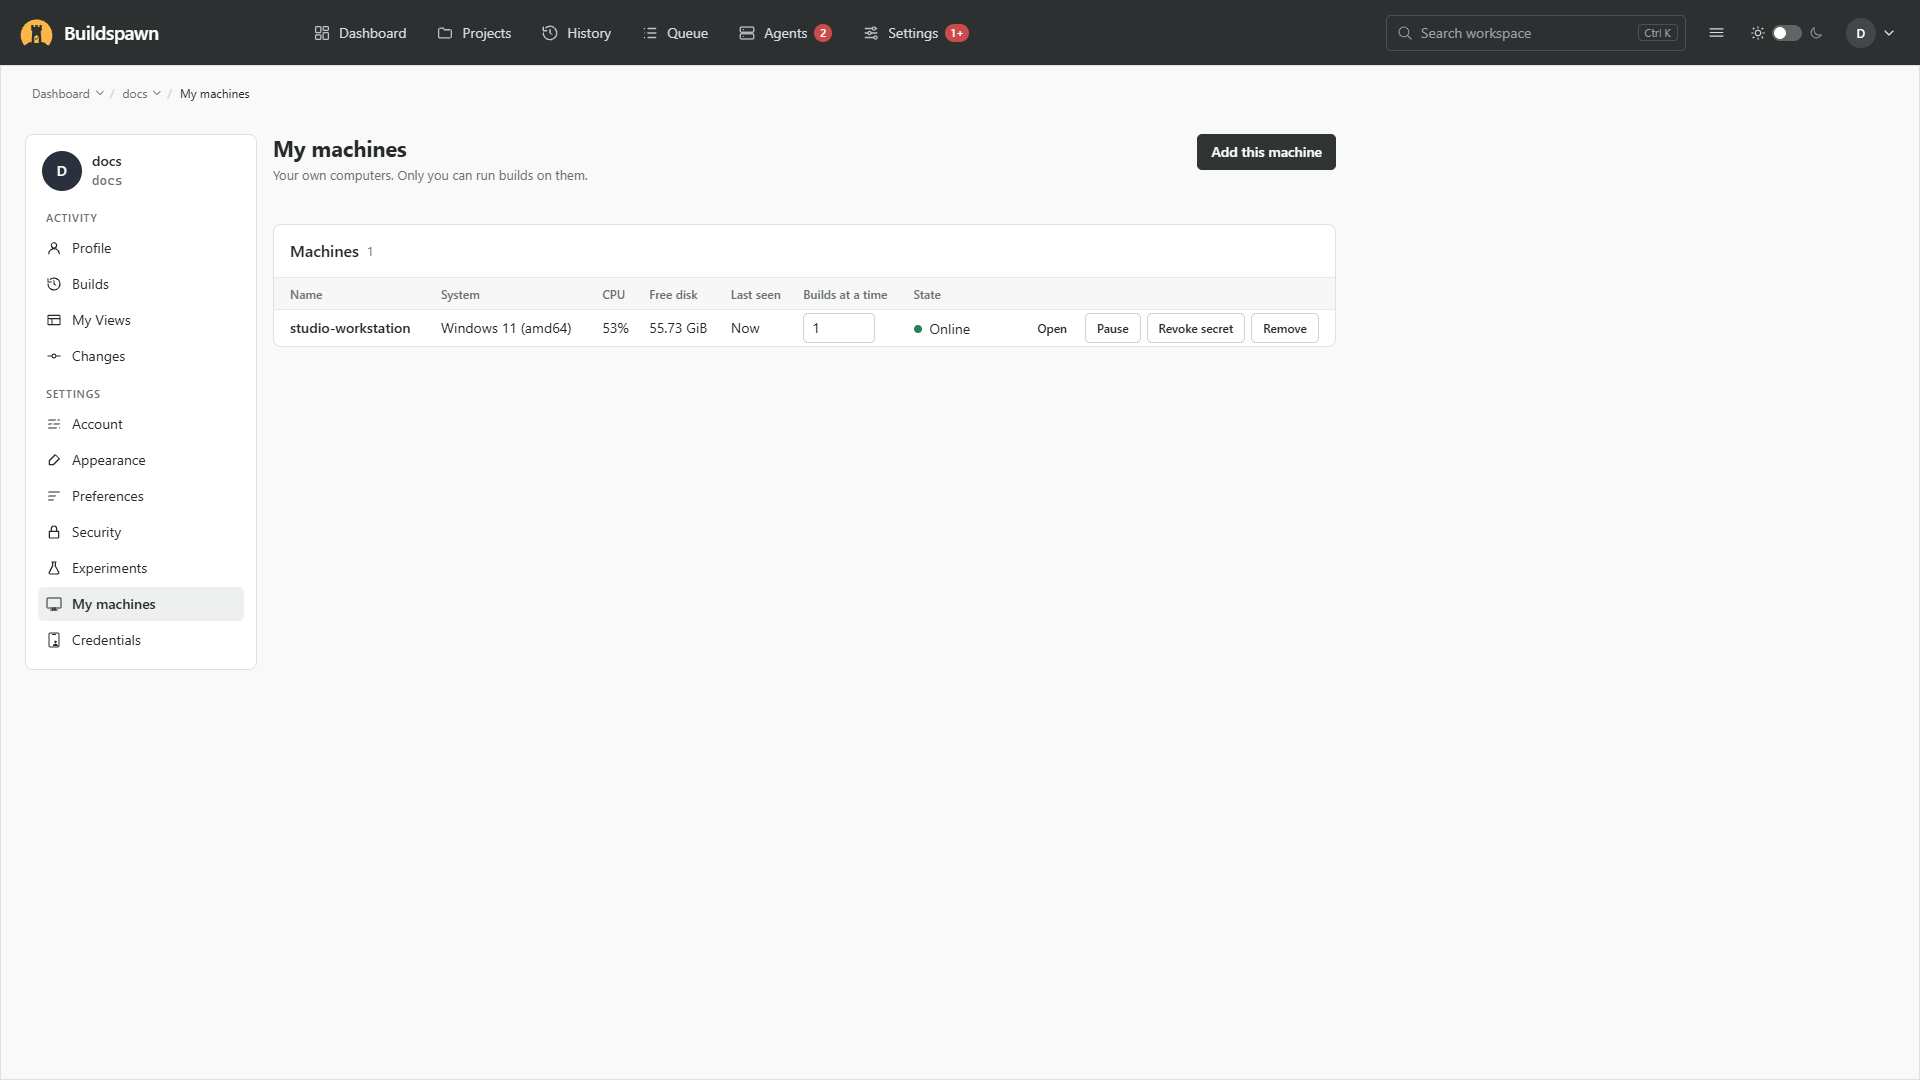 Buildspawn
Dashboard
Projects
History
Queue
Agents 2
Settings 1+
Search workspace Ctrl K
D
Dashboard / docs / My machines
D
docs
docs
ACTIVITY
Profile
Builds
My Views
Changes
SETTINGS
Account
Appearance
Preferences
Security
Experiments
My machines
Credentials
My machines
Your own computers. Only you can run builds on them.
Add this machine
Machines 1
Name System CPU Free disk Last seen Builds at a time State
studio-workstation Windows 11 (amd64) 53% 55.73 GiB Now 1 Online Open Pause Revoke secret Remove